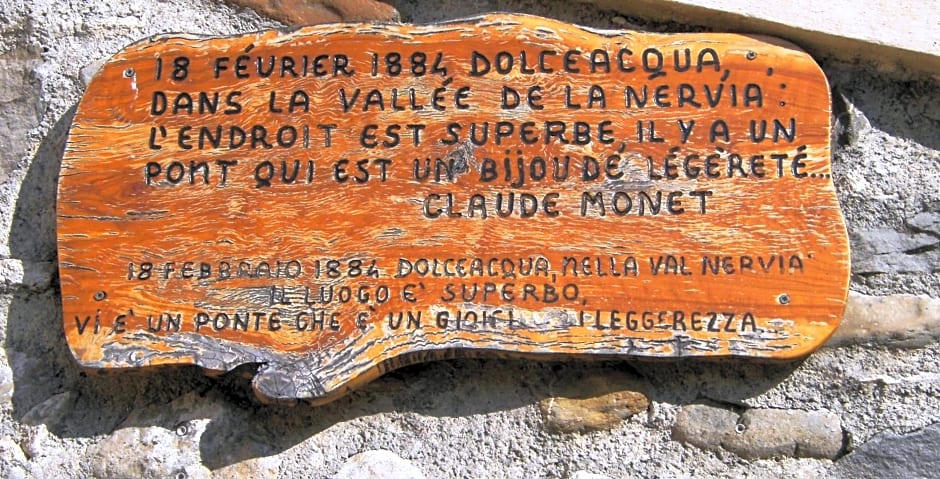 18 FÉVRIER 1884 DOLCEACQUA,
DANS LA VALLÉE DE LA NERVIA :
L'ENDROIT EST SUPERBE, IL Y A UN
PONT QUI EST UN BIJOU DE LÉGÈRETÉ...
CLAUDE MONET
18 FEBBRAIO 1884 DOLCEACQUA, NELLA VAL NERVIA
IL LUOGO E' SUPERBO,
VI E' UN PONTE CHE E' UN LEGGEREZZA...